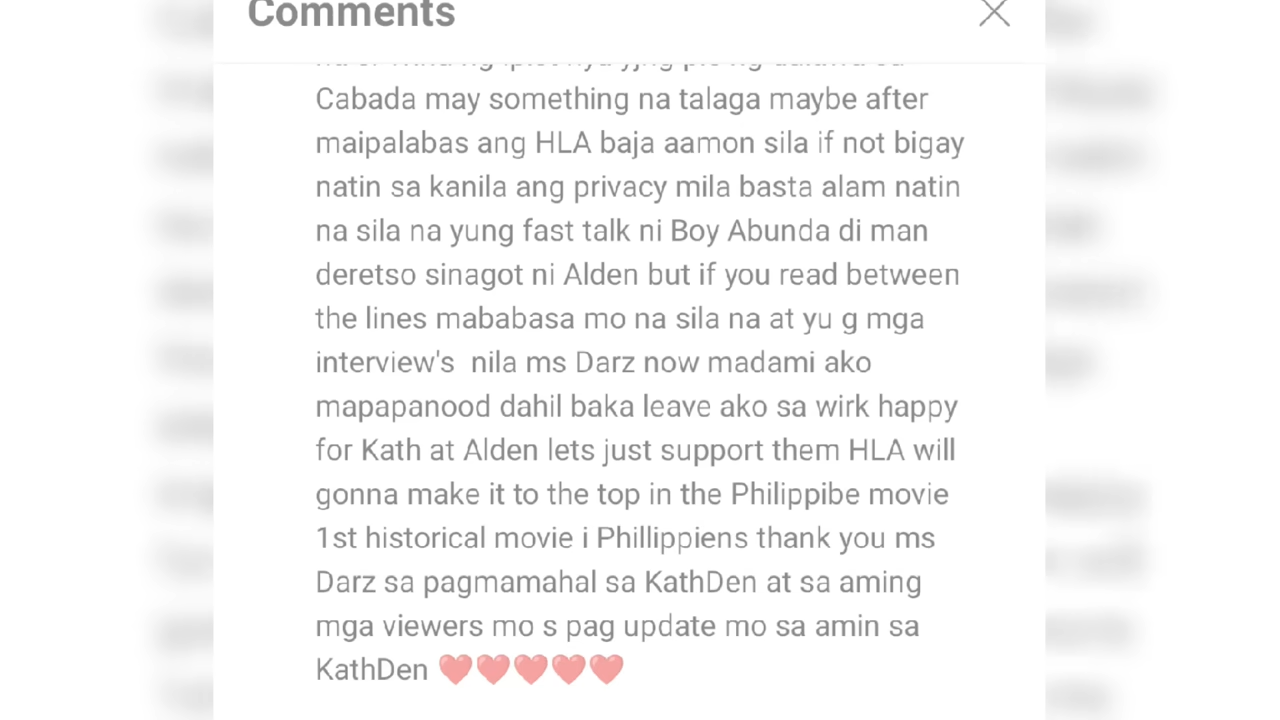 Comments
Cabada may something na talaga maybe after
maipalabas ang HLA baja aamon sila if not bigay
natin sa kanila ang privacy mila basta alam natin
na sila na yung fast talk ni Boy Abunda di man
deretso sinagot ni Alden but if you read between
the lines mababasa mo na sila na at yu g mga
interview's  nila ms Darz now madami ako
mapapanood dahil baka leave ako sa wirk happy
for Kath at Alden lets just support them HLA will
gonna make it to the top in the Philippibe movie
1st historical movie i Phillippiens thank you ms
Darz sa pagmamahal sa KathDen at sa aming
mga viewers mo s pag update mo sa amin sa
KathDen ❤️❤️❤️❤️❤️